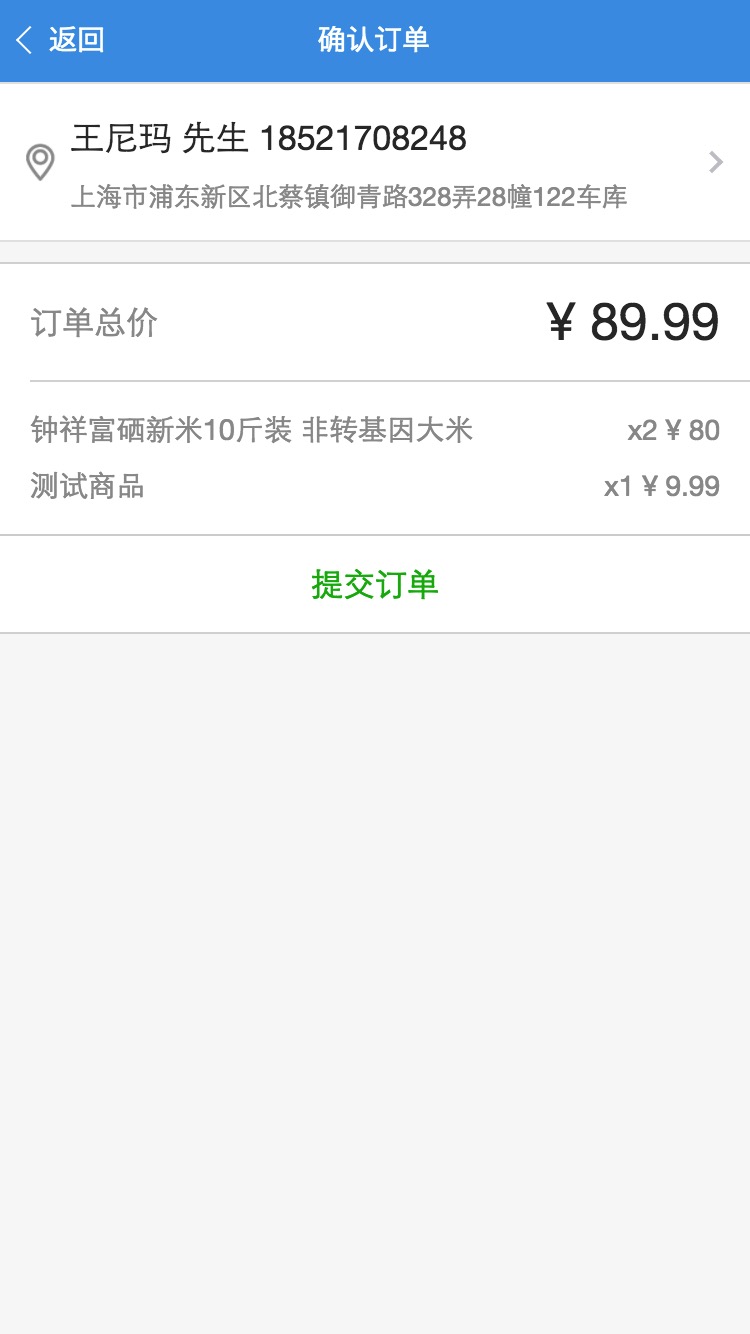 返回 确认订单
王尼玛 先生 18521708248
上海市浦东新区北蔡镇御青路328弄28幢122车库
订单总价 ¥ 89.99
钟祥富硒新米10斤装 非转基因大米 x2 ¥ 80
测试商品 x1 ¥ 9.99
提交订单